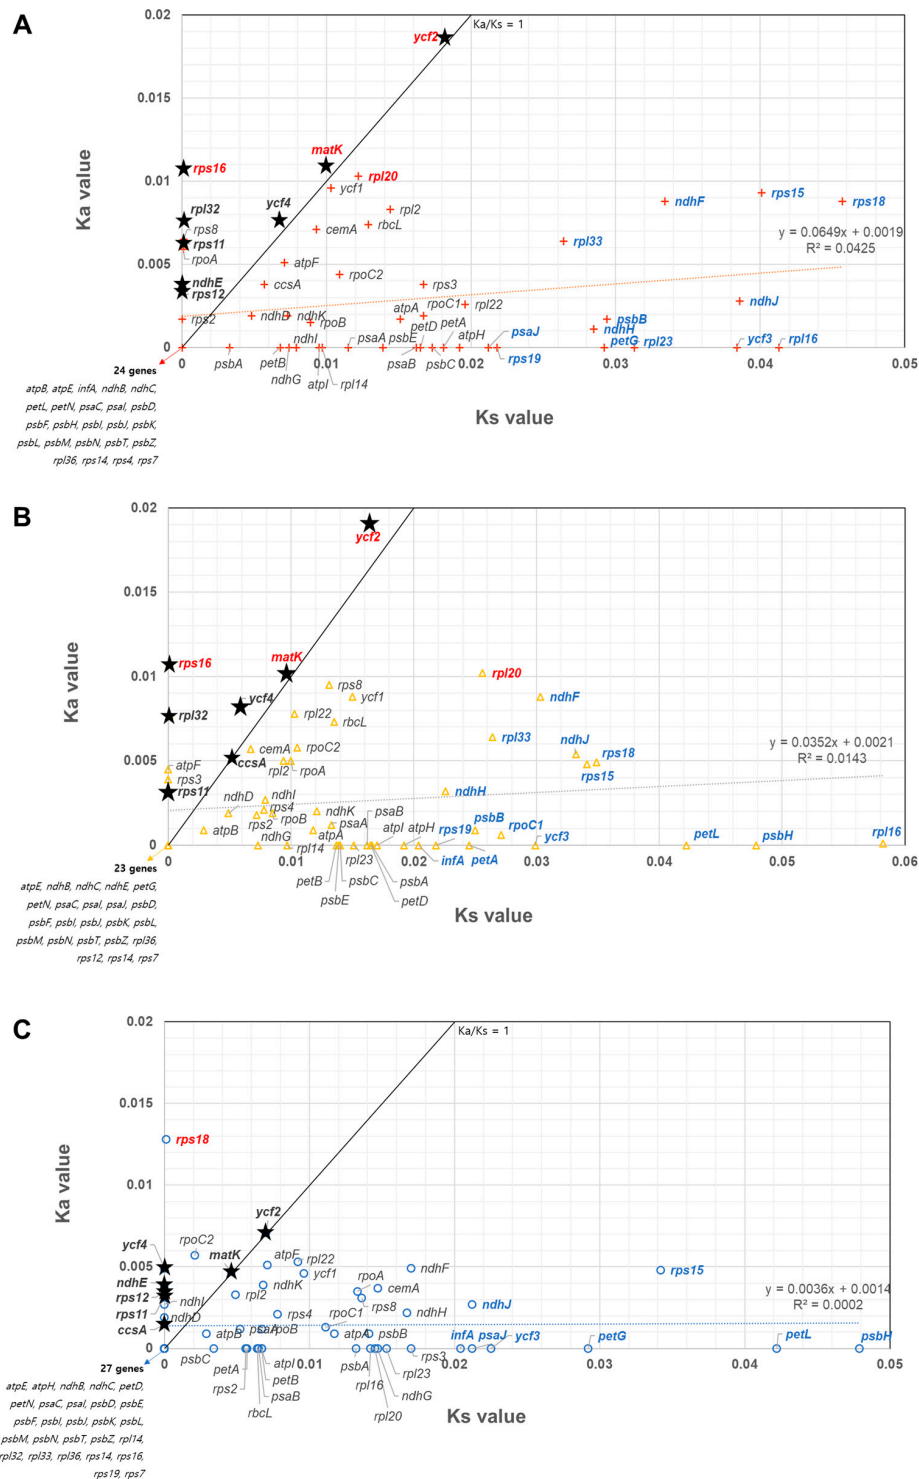 A
0.02
Ka/Ks = 1
ycf2
0.015
matK
rps16
rpl20
0.01
ycf1
rps15
ndhF
rps18
rpl32
ycf4
rpl2
rps8
cemA
rbcL
rps11
rpl33
y = 0.0649x + 0.0019
R² = 0.0425
rpoA
0.005
atpF
rpoC2
ndhE
ccsA
rps3
rps12
rps2
ndhD
ndhK
rpoB
atpA
rpoC1
rpl22
ndhJ
psbB
ndhH
ndhI
psaA
psbE
petD
petA
atpH
psaJ
petG
rpl23
ycf3
rpl16
0
psbA
petB
ndhG
atpI
rpl14
psaB
psbC
rps19
0
0.01
0.02
0.03
0.04
0.05
Ka value
Ks value
24 genes
atpB, atpE, infA, ndhB, ndhC,
petL, petN, psaC, psaI, psbD,
psbF, psbH, psbI, psbJ, psbK,
psbL, psbM, psbN, psbT, psbZ,
rpl36, rps14, rps4, rps7
B
0.02
ycf2
0.015
rps16
matK
rpl20
0.01
rps8
ycf1
ndhF
ycf4
rpl32
rpl22
rbcL
rpl33
ndhJ
y = 0.0352x + 0.0021
R² = 0.0143
cemA
rpoC2
rps18
ccsA
0.005
atpF
rpl2
rpoA
rps15
rps3
rps11
ndhD
ndhI
ndhH
rps4
ndhK
psaB
rps2
rpoB
psaA
psbB
atpB
ndhG
atpA
atpI
atpH
rps19
rpoC1
ycf3
petL
psbH
rpl16
0
rpl14
rpl23
infA
petA
petB
psbC
psbA
psbE
petD
0
0.01
0.02
0.03
0.04
0.05
0.06
Ka value
Ks value
23 genes
atpE, ndhB, ndhC, ndhE, petG,
petN, psaC, psaI, psaJ, psbD,
psbF, psbI, psbJ, psbK, psbL,
psbM, psbN, psbT, psbZ, rpl36,
rps12, rps14, rps7
C
0.02
Ka/Ks = 1
0.015
rps18
0.01
ycf2
rpoC2
ycf4
matK
atpF
rpl22
0.005
ycf1
ndhF
rps15
ndhE
ndhK
rpoA
cemA
rps12
ndhI
rpl2
rps8
rps11
ndhD
rps4
rpoC1
ndhH
ndhJ
y = 0.0036x + 0.0014
R² = 0.0002
ccsA
atpB
psaA
rpoB
atpA
psbB
infA
psaJ
ycf3
petG
petL
psbH
0
psbC
petA
atpI
psbA
rps3
rps2
petB
rpl16
rpl23
psaB
ndhG
rbcL
rpl20
0
0.01
0.02
0.03
0.04
0.05
Ka value
Ks value
27 genes
atpE, atpH, ndhB, ndhC, petD,
petN, psaC, psaI, psbD, psbE,
psbF, psbI, psbJ, psbK, psbL,
psbM, psbN, psbT, psbZ, rpl14,
rpl32, rpl33, rpl36, rps14, rps16,
rps19, rps7